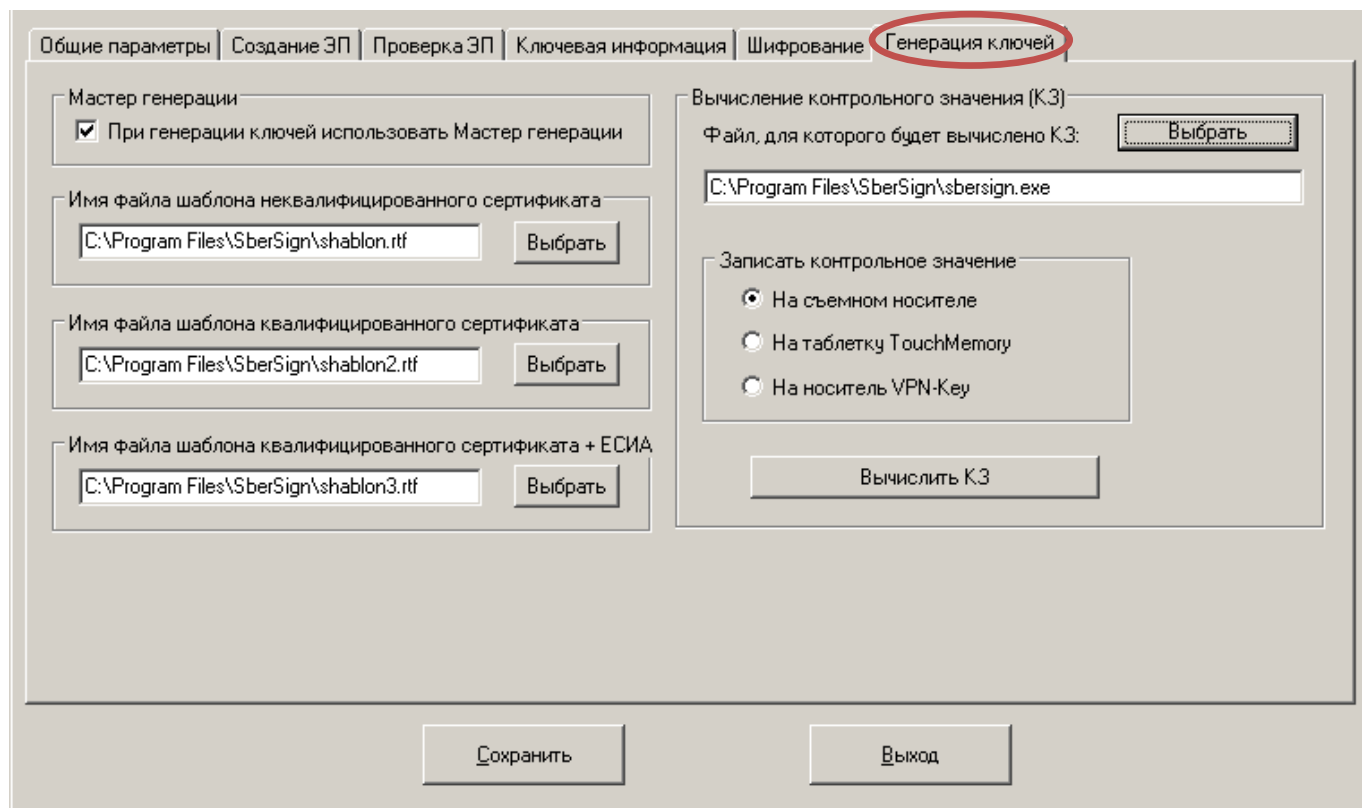 Общие параметры
Создание ЭП
Проверка ЭП
Ключевая информация
Шифрование
Генерация ключей
Мастер генерации
При генерации ключей использовать Мастер генерации
Имя файла шаблона неквалифицированного сертификата
C:\Program Files\SberSign\shablon.rtf
Выбрать
Имя файла шаблона квалифицированного сертификата
C:\Program Files\SberSign\shablon2.rtf
Выбрать
Имя файла шаблона квалифицированного сертификата + ЕСИА
C:\Program Files\SberSign\shablon3.rtf
Выбрать
Вычисление контрольного значения (КЗ)
Файл, для которого будет вычислено КЗ:
Выбрать
C:\Program Files\SberSign\sbersign.exe
Записать контрольное значение
На съемном носителе
На таблетку TouchMemory
На носитель VPN-Key
Вычислить КЗ
Сохранить
Выход